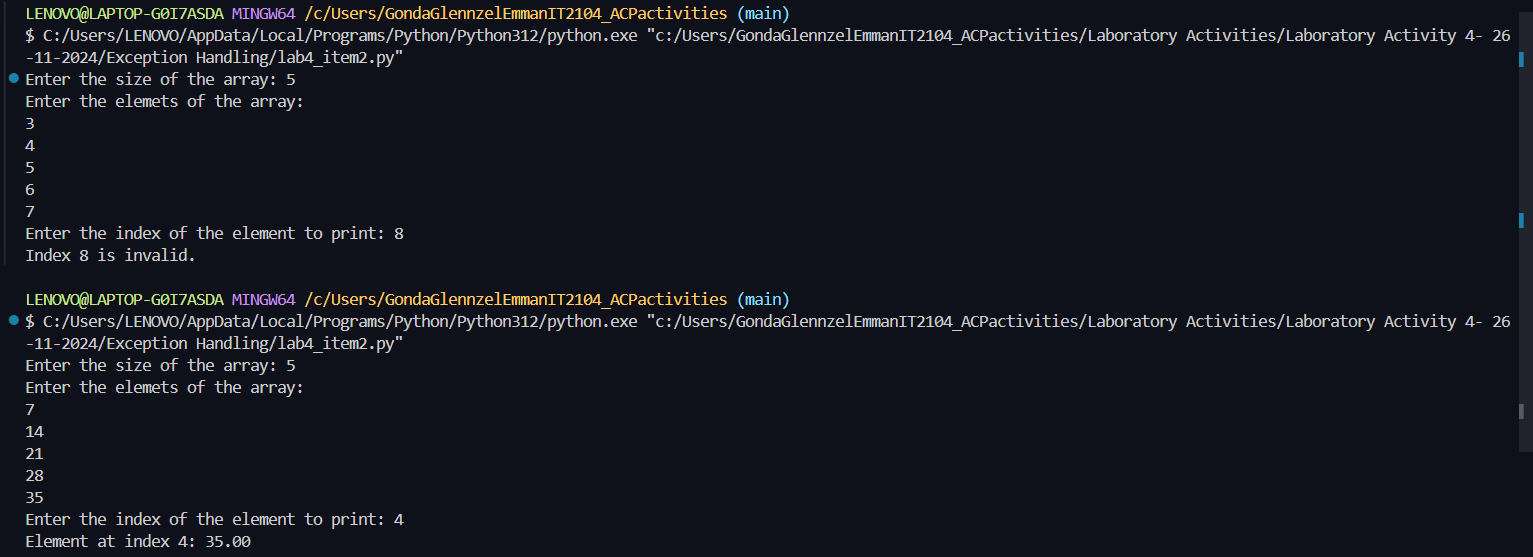 LENOVO@LAPTOP-G0I7ASDA MINGW64 /c/Users/GondaGlennzelEmmanIT2104_ACPactivities (main)
$ C:/Users/LENOVO/AppData/Local/Programs/Python/Python312/python.exe "c:/Users/GondaGlennzelEmmanIT2104_ACPactivities/Laboratory Activities/Laboratory Activity 4- 26
-11-2024/Exception Handling/lab4_item2.py"
Enter the size of the array: 5
Enter the elemets of the array:
3
4
5
6
7
Enter the index of the element to print: 8
Index 8 is invalid.
LENOVO@LAPTOP-G0I7ASDA MINGW64 /c/Users/GondaGlennzelEmmanIT2104_ACPactivities (main)
$ C:/Users/LENOVO/AppData/Local/Programs/Python/Python312/python.exe "c:/Users/GondaGlennzelEmmanIT2104_ACPactivities/Laboratory Activities/Laboratory Activity 4- 26
-11-2024/Exception Handling/lab4_item2.py"
Enter the size of the array: 5
Enter the elemets of the array:
7
14
21
28
35
Enter the index of the element to print: 4
Element at index 4: 35.00